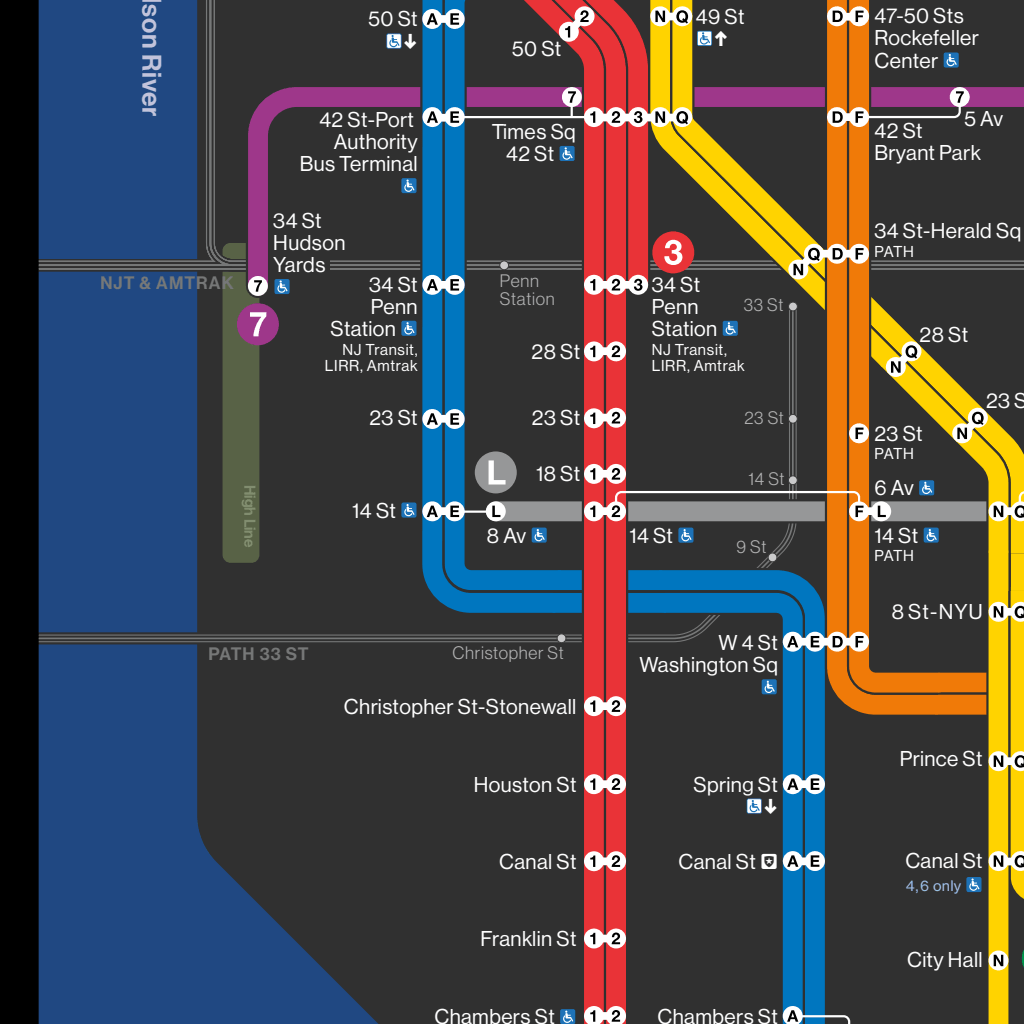 lson River
50 St
A E
1 2
50 St
N Q
49 St
D F
47-50 Sts
Rockefeller
Center
7
7
5 Av
42 St-Port
Authority
Bus Terminal
A E
Times Sq
42 St
1 2 3 N Q
D F
42 St
Bryant Park
34 St
Hudson
Yards
7
7
NJT & AMTRAK
Penn
Station
3
N Q D F
34 St-Herald Sq
PATH
34 St
Penn
Station
NJ Transit,
LIRR, Amtrak
A E
1 2 3
34 St
Penn
Station
NJ Transit,
LIRR, Amtrak
33 St
28 St
1 2
N Q
28 St
23 St
A E
23 St
1 2
23 St
F
23 St
PATH
N Q
23 S
18 St
1 2
14 St
L
14 St
A E
L
8 Av
1 2
14 St
6 Av
F L
14 St
PATH
N Q
High Line
9 St
8 St-NYU
N Q
PATH 33 ST
Christopher St
W 4 St
Washington Sq
A E D F
Christopher St-Stonewall
1 2
Prince St
N Q
Houston St
1 2
Spring St
A E
Canal St
1 2
Canal St
A E
Canal St
4,6 only
N Q
Franklin St
1 2
City Hall
N
Chambers St
1 2
Chambers St
A